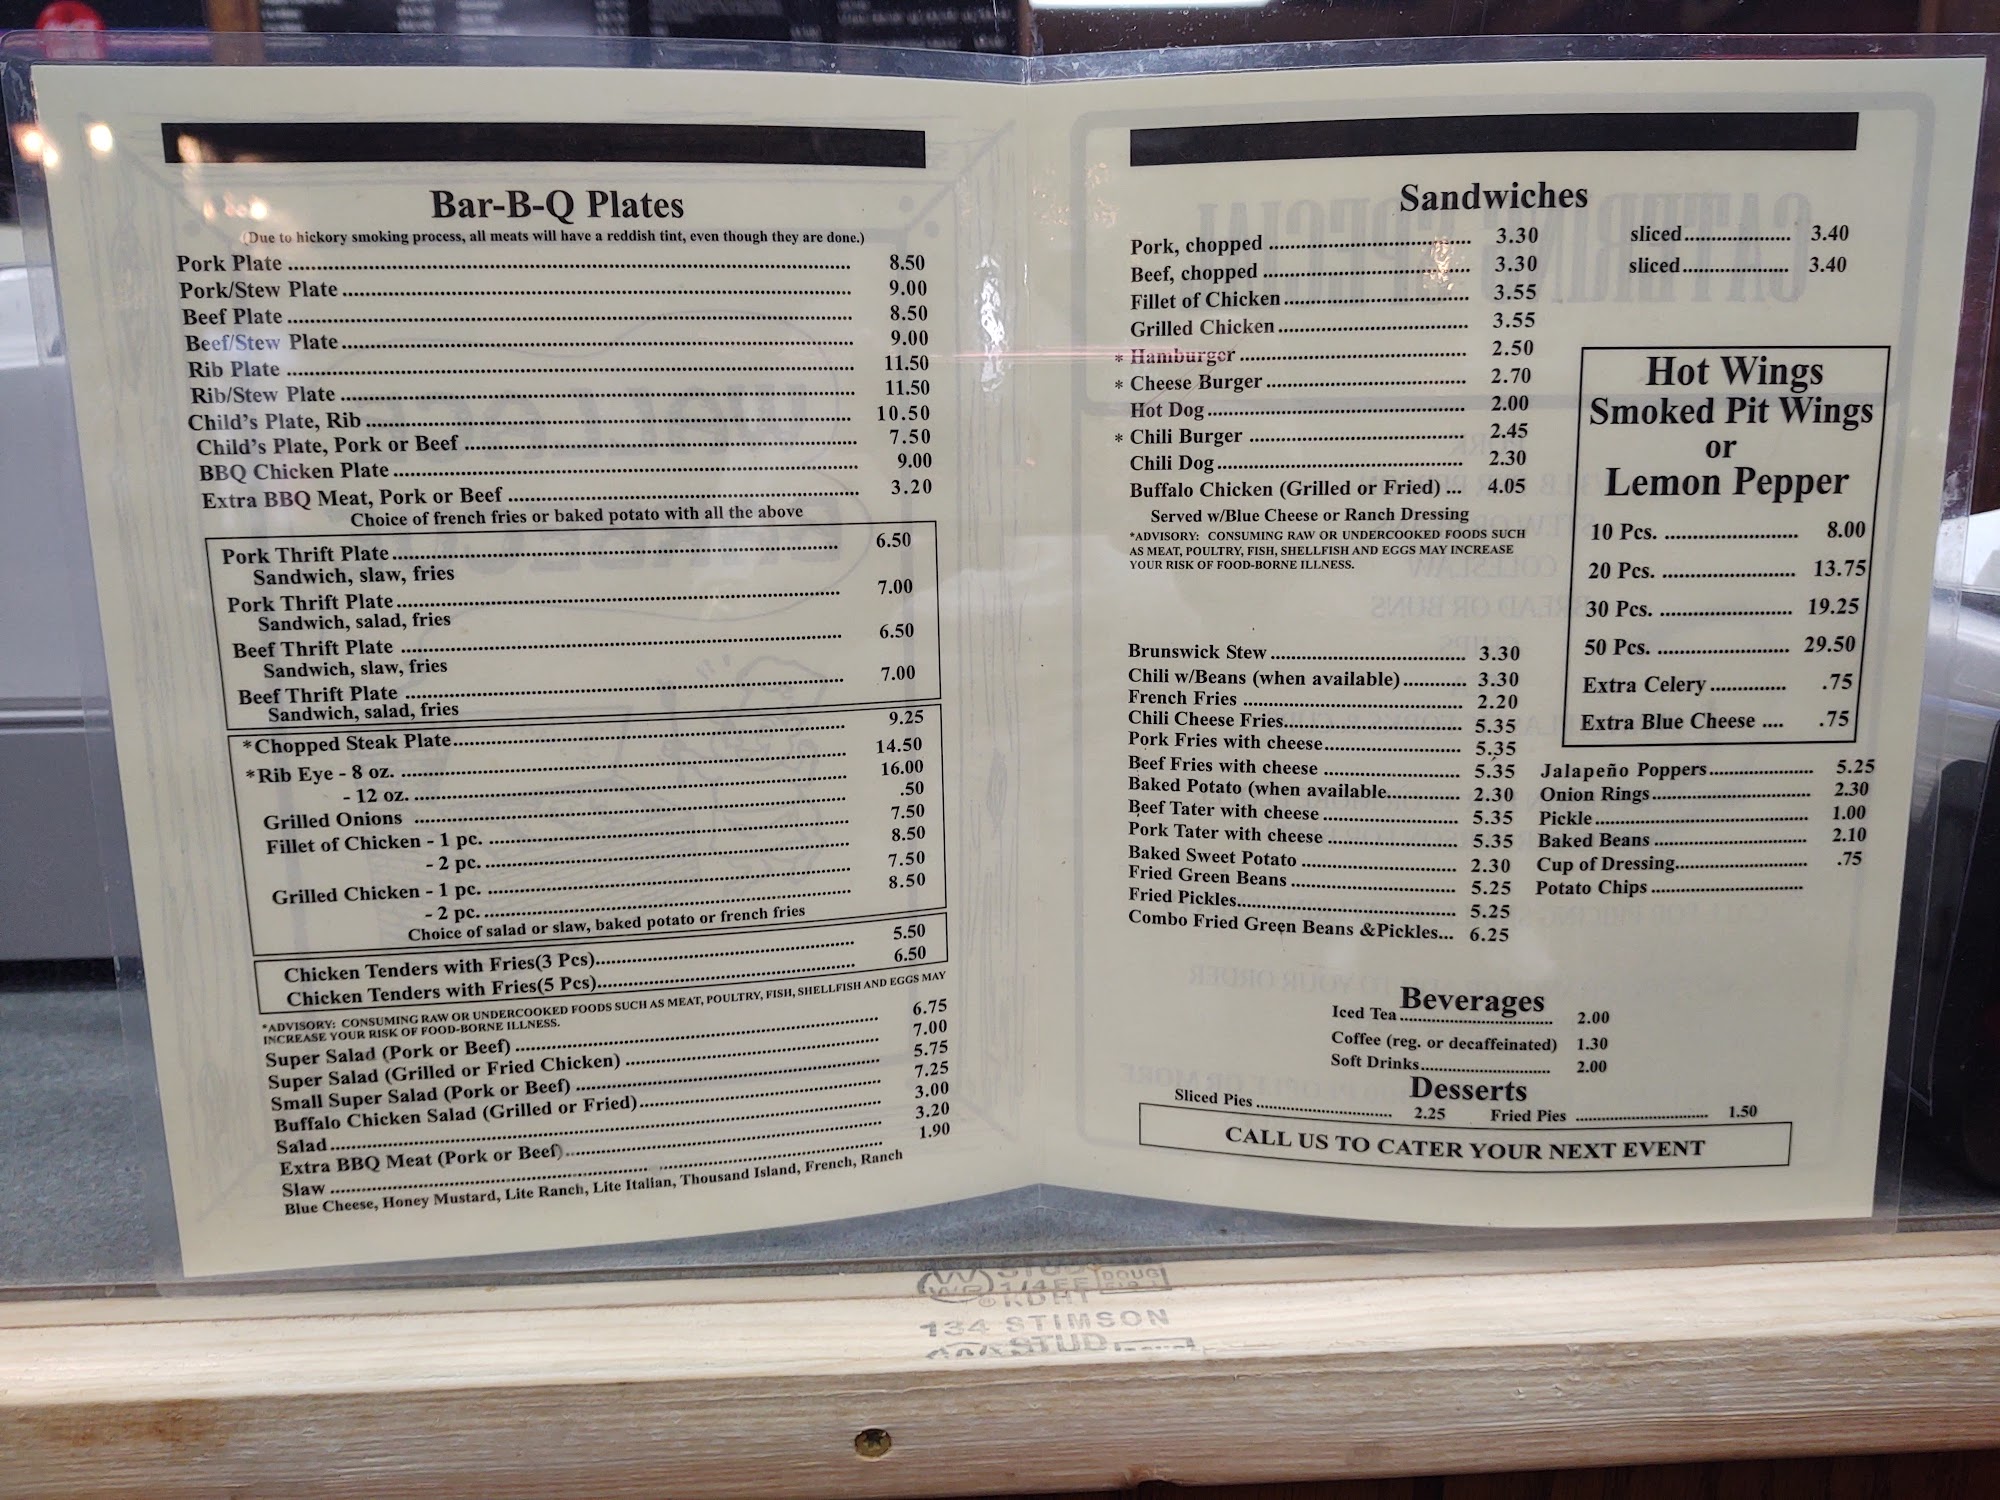 Bar-B-Q Plates
(Due to hickory smoking process, all meats will have a reddish tint, even though they are done.)
Pork Plate 8.50
Pork/Stew Plate 9.00
Beef Plate 8.50
Beef/Stew Plate 9.00
Rib Plate 11.50
Rib/Stew Plate 11.50
Child's Plate, Rib 10.50
Child's Plate, Pork or Beef 7.50
BBQ Chicken Plate 9.00
Extra BBQ Meat, Pork or Beef 3.20
Choice of french fries or baked potato with all the above
Pork Thrift Plate 6.50
Sandwich, slaw, fries
Pork Thrift Plate 7.00
Sandwich, salad, fries
Beef Thrift Plate 6.50
Sandwich, slaw, fries
Beef Thrift Plate 7.00
Sandwich, salad, fries
*Chopped Steak Plate 9.25
*Rib Eye - 8 oz. 14.50
- 12 oz. 16.00
Grilled Onions .50
Fillet of Chicken - 1 pc. 7.50
- 2 pc. 8.50
Grilled Chicken - 1 pc. 7.50
- 2 pc. 8.50
Choice of salad or slaw, baked potato or french fries
Chicken Tenders with Fries(3 Pcs) 5.50
Chicken Tenders with Fries(5 Pcs) 6.50
*ADVISORY: CONSUMING RAW OR UNDERCOOKED FOODS SUCH AS MEAT, POULTRY, FISH, SHELLFISH AND EGGS MAY
INCREASE YOUR RISK OF FOOD-BORNE ILLNESS.
Super Salad (Pork or Beef) 6.75
Super Salad (Grilled or Fried Chicken) 7.00
Small Super Salad (Pork or Beef) 5.75
Buffalo Chicken Salad (Grilled or Fried) 7.25
Salad 3.00
Extra BBQ Meat (Pork or Beef) 3.20
Slaw 1.90
Blue Cheese, Honey Mustard, Lite Ranch, Lite Italian, Thousand Island, French, Ranch
Sandwiches
Pork, chopped 3.30 sliced 3.40
Beef, chopped 3.30 sliced 3.40
Fillet of Chicken 3.55
Grilled Chicken 3.55
* Hamburger 2.50
* Cheese Burger 2.70
Hot Dog 2.00
* Chili Burger 2.45
Chili Dog 2.30
Buffalo Chicken (Grilled or Fried) ... 4.05
Served w/Blue Cheese or Ranch Dressing
*ADVISORY: CONSUMING RAW OR UNDERCOOKED FOODS SUCH
AS MEAT, POULTRY, FISH, SHELLFISH AND EGGS MAY INCREASE
YOUR RISK OF FOOD-BORNE ILLNESS.
Hot Wings
Smoked Pit Wings
or
Lemon Pepper
10 Pcs. 8.00
20 Pcs. 13.75
30 Pcs. 19.25
50 Pcs. 29.50
Extra Celery .75
Extra Blue Cheese .... .75
Brunswick Stew 3.30
Chili w/Beans (when available) 3.30
French Fries 2.20
Chili Cheese Fries 5.35
Pork Fries with cheese 5.35
Beef Fries with cheese 5.35
Baked Potato (when available 2.30
Beef Tater with cheese 5.35
Pork Tater with cheese 5.35
Baked Sweet Potato 2.30
Fried Green Beans 5.25
Fried Pickles 5.25
Combo Fried Green Beans &Pickles... 6.25
Jalapeño Poppers 5.25
Onion Rings 2.30
Pickle 1.00
Baked Beans 2.10
Cup of Dressing .75
Potato Chips
Beverages
Iced Tea 2.00
Coffee (reg. or decaffeinated) 1.30
Soft Drinks 2.00
Desserts
Sliced Pies 2.25 Fried Pies 1.50
CALL US TO CATER YOUR NEXT EVENT
134 STIMSON
STUD